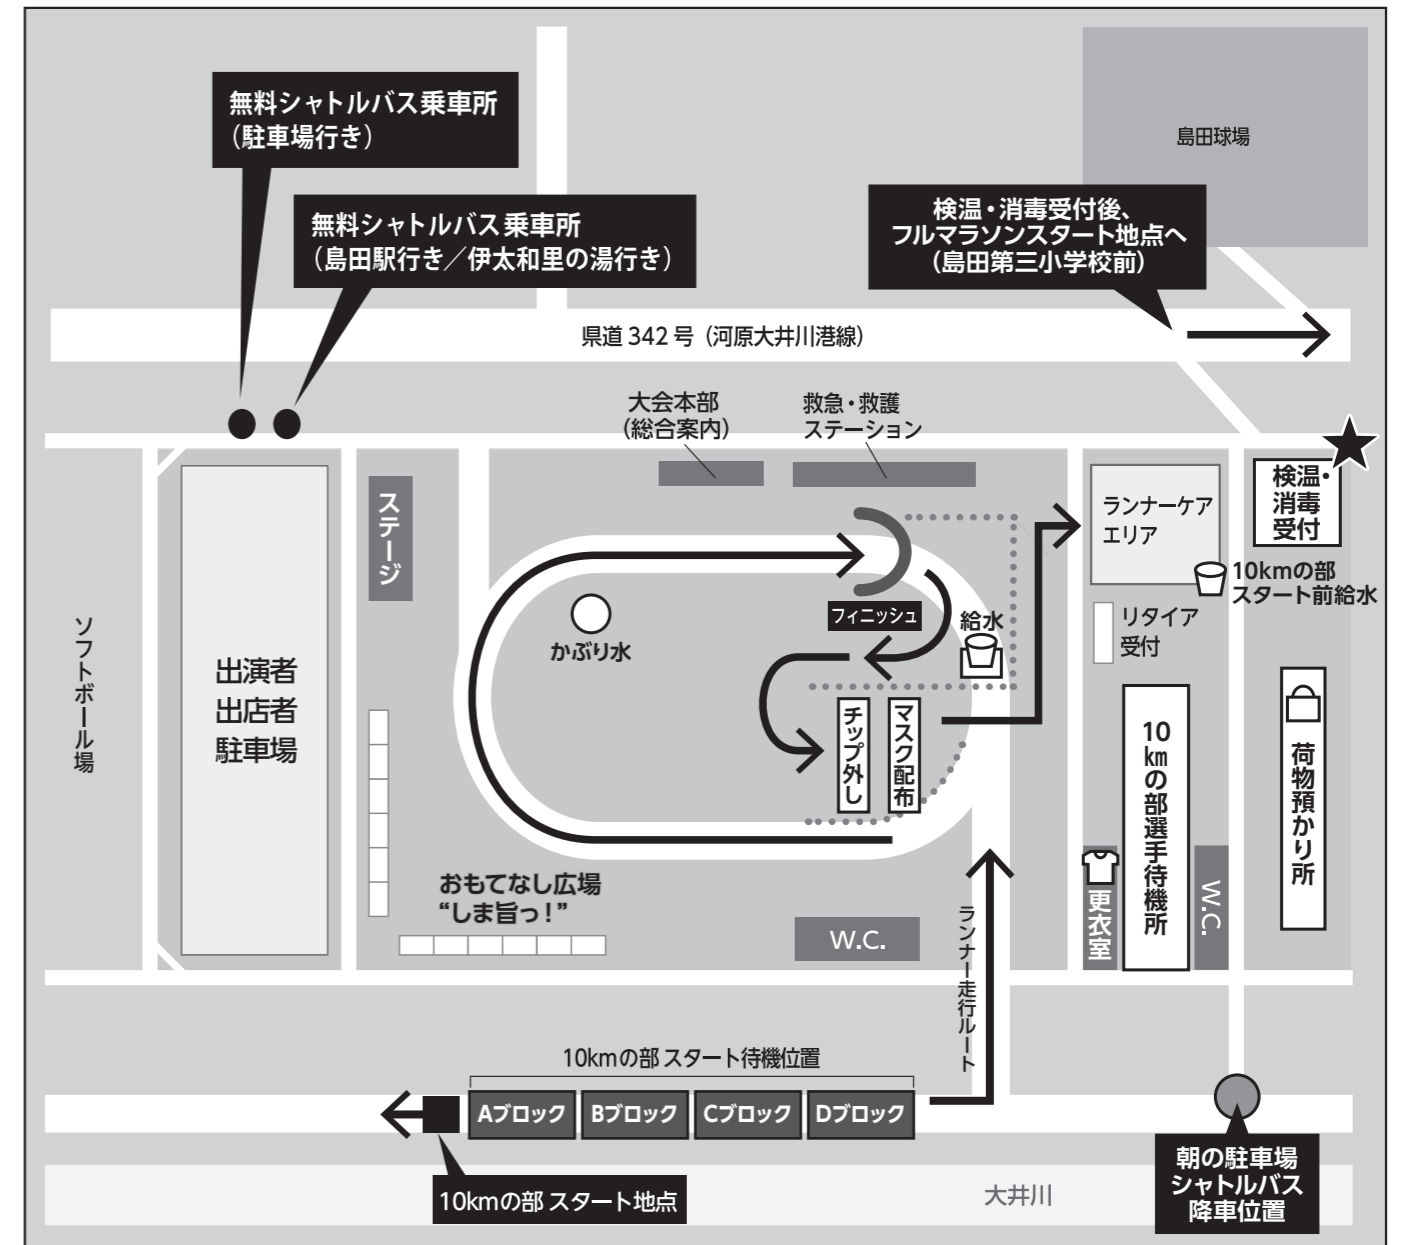 無料シャトルバス乗車所
（駐車場行き）
無料シャトルバス乗車所
（島田駅行き／伊太和里の湯行き）
島田球場
検温・消毒受付後、
フルマラソンスタート地点へ
（島田第三小学校前）
県道 342 号（河原大井川港線）
大会本部
（総合案内）
救急・救護
ステーション
ステージ
ランナーケア
エリア
検温・
消毒
受付
10kmの部
スタート前給水
フィニッシュ
給水
かぶり水
リタイア
受付
ソフトボール場
出演者
出店者
駐車場
チップ外し
マスク配布
10kmの部選手待機所
荷物預かり所
更衣室
W.C.
おもてなし広場
“しま旨っ！”
W.C.
ランナー走行ルート
10kmの部 スタート待機位置
Aブロック
Bブロック
Cブロック
Dブロック
10kmの部 スタート地点
大井川
朝の駐車場
シャトルバス
降車位置